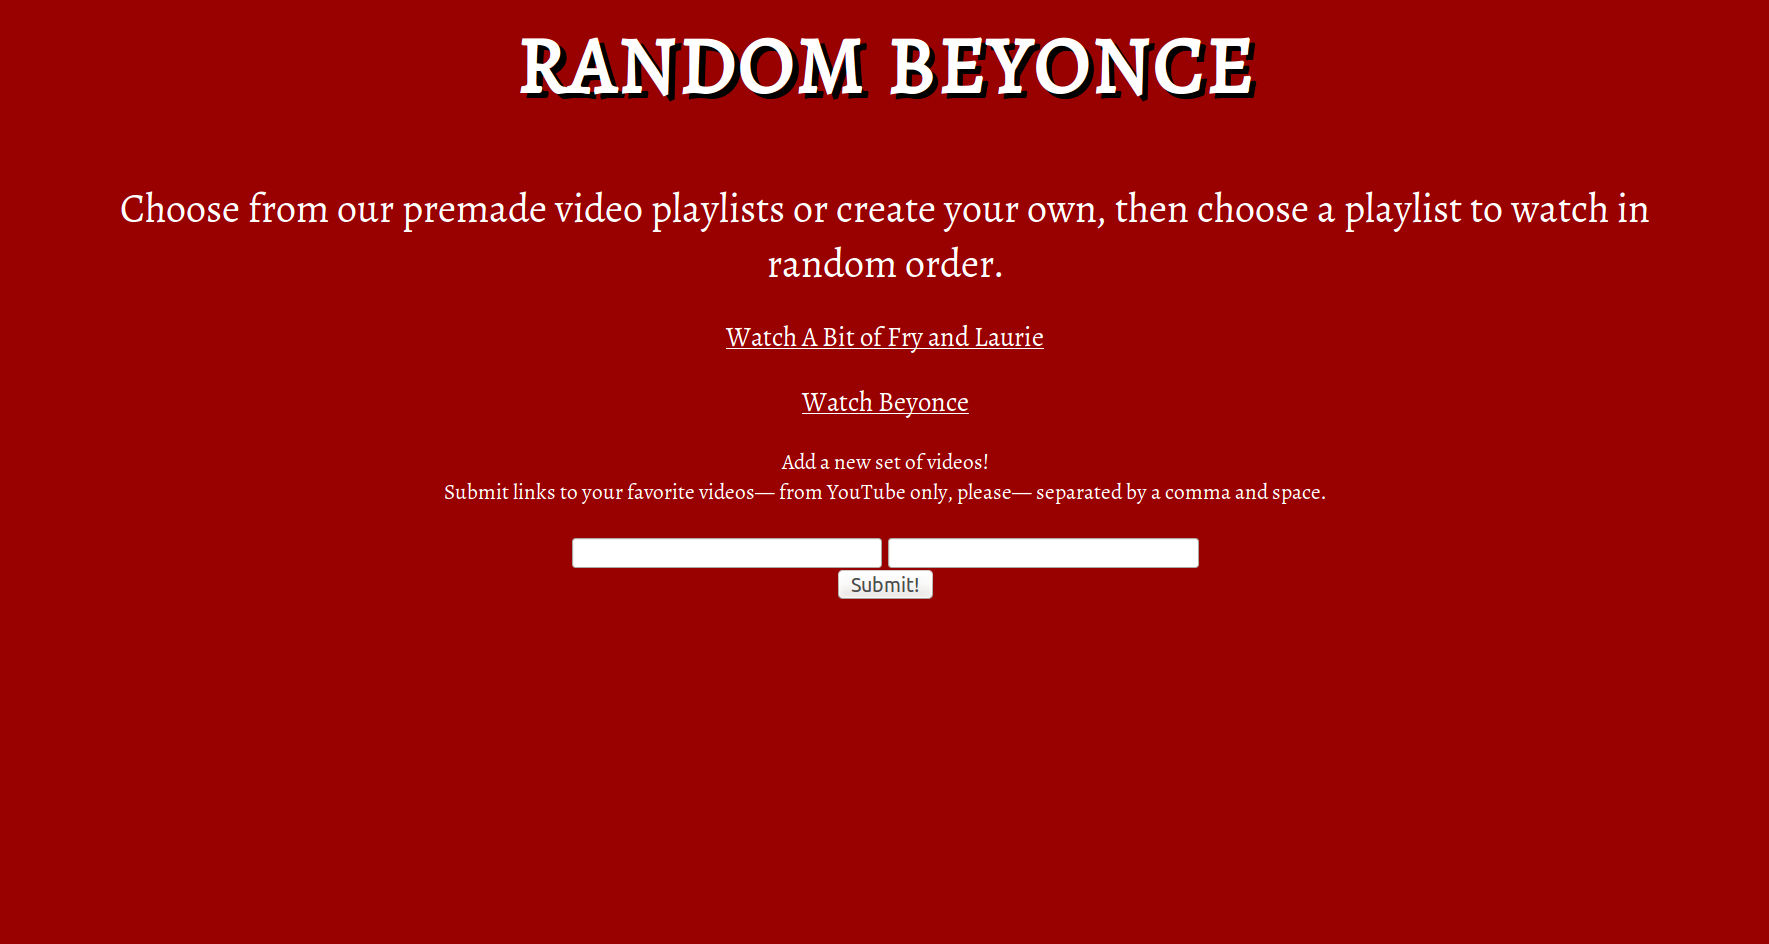 RANDOM BEYONCE
Choose from our premade video playlists or create your own, then choose a playlist to watch in
random order.
Watch A Bit of Fry and Laurie
Watch Beyonce
Add a new set of videos!
Submit links to your favorite videos— from YouTube only, please— separated by a comma and space.
Submit!